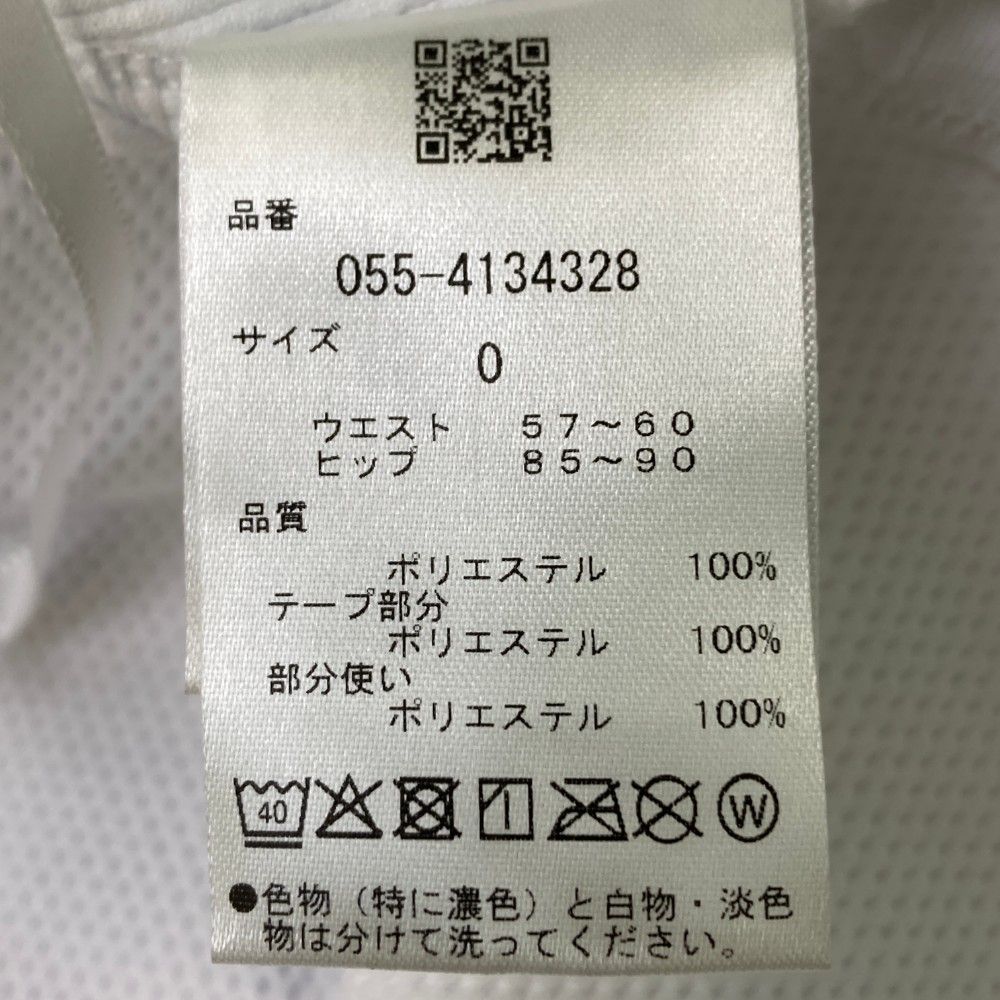 品番
055-4134328
サイズ
0
ウエスト 57～60
ヒップ 85～90
品質
ポリエステル 100%
テープ部分
ポリエステル 100%
部分使い
ポリエステル 100%
40 W
●色物（特に濃色）と白物・淡色
物は分けて洗ってください。